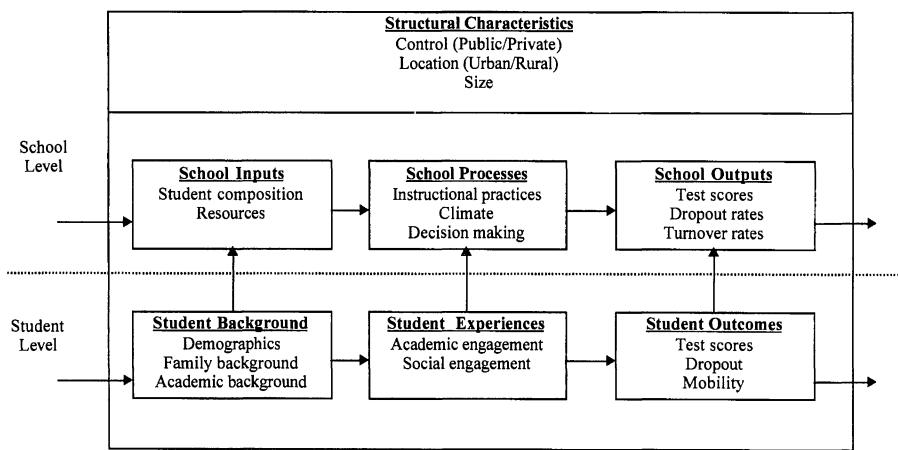 Structural Characteristics
Control (Public/Private)
Location (Urban/Rural)
Size
School
Level
School Inputs
Student composition
Resources
School Processes
Instructional practices
Climate
Decision making
School Outputs
Test scores
Dropout rates
Turnover rates
Student
Level
Student Background
Demographics
Family background
Academic background
Student Experiences
Academic engagement
Social engagement
Student Outcomes
Test scores
Dropout
Mobility